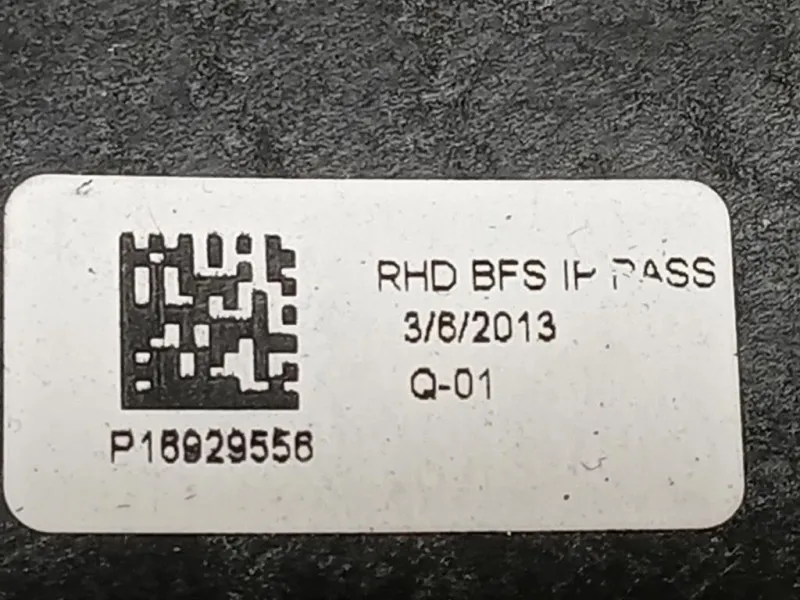 RHD BFS IP PASS
3/6/2013
Q-01
P16929556